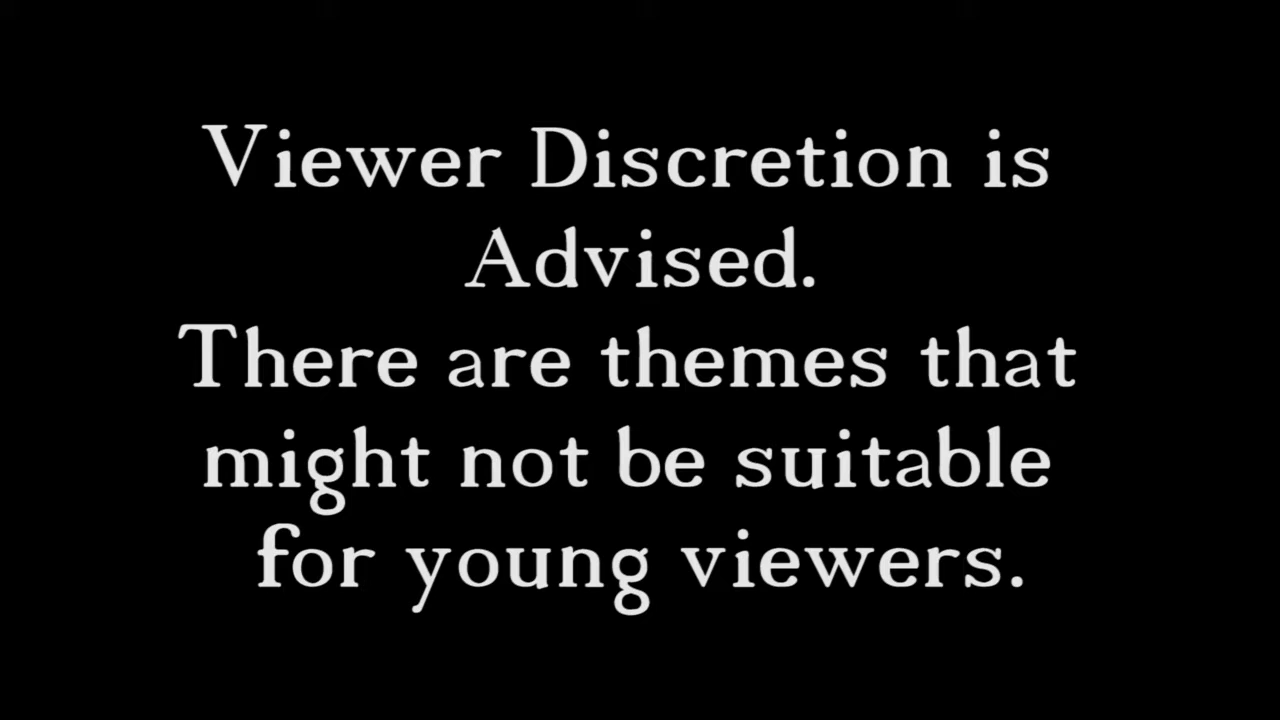 Viewer Discretion is
Advised.
There are themes that
might not be suitable
for young viewers.